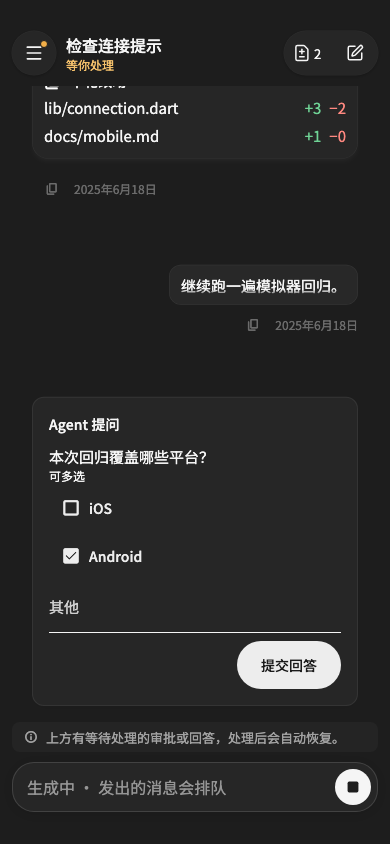 检查连接提示
等你处理
2
lib/connection.dart +3 −2
docs/mobile.md +1 −0
2025年6月18日
继续跑一遍模拟器回归。
2025年6月18日
Agent 提问
本次回归覆盖哪些平台?
可多选
iOS
Android
其他
提交回答
上方有等待处理的审批或回答，处理后会自动恢复。
生成中 · 发出的消息会排队